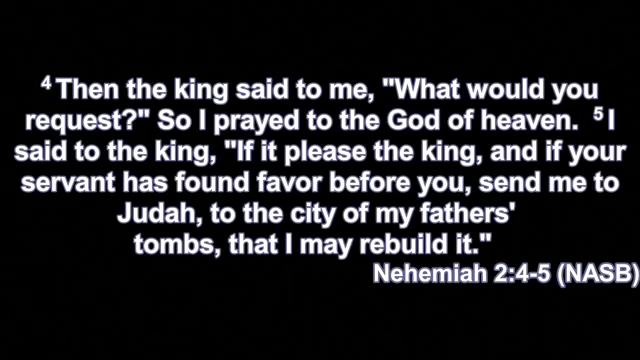 4 Then the king said to me, "What would you
request?" So I prayed to the God of heaven. 5 I
said to the king, "If it please the king, and if your
servant has found favor before you, send me to
Judah, to the city of my fathers'
tombs, that I may rebuild it."
Nehemiah 2:4-5 (NASB)